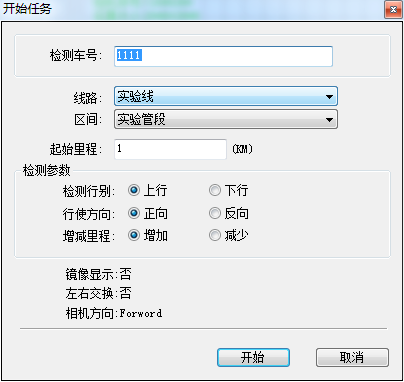 开始任务
检测车号: 1111
线路: 实验线
区间: 实验管段
起始里程: 1 (KM)
检测参数
检测行别: 上行 下行
行使方向: 正向 反向
增减里程: 增加 减少
镜像显示:否
左右交换:否
相机方向:Forword
开始 取消